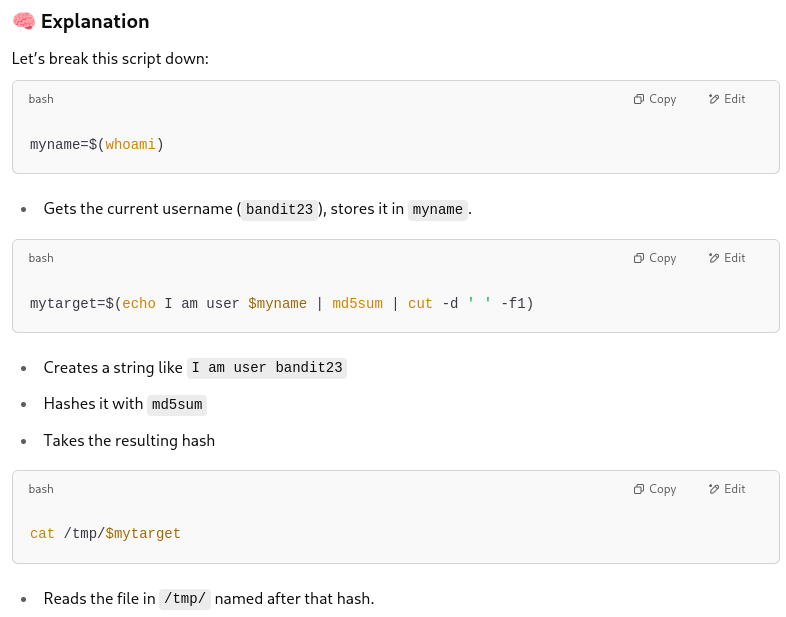 🧠 Explanation
Let's break this script down:
bash Copy Edit
myname=$(whoami)
• Gets the current username (bandit23), stores it in myname.
bash Copy Edit
mytarget=$(echo I am user $myname | md5sum | cut -d ' ' -f1)
• Creates a string like I am user bandit23
• Hashes it with md5sum
• Takes the resulting hash
bash Copy Edit
cat /tmp/$mytarget
• Reads the file in /tmp/ named after that hash.